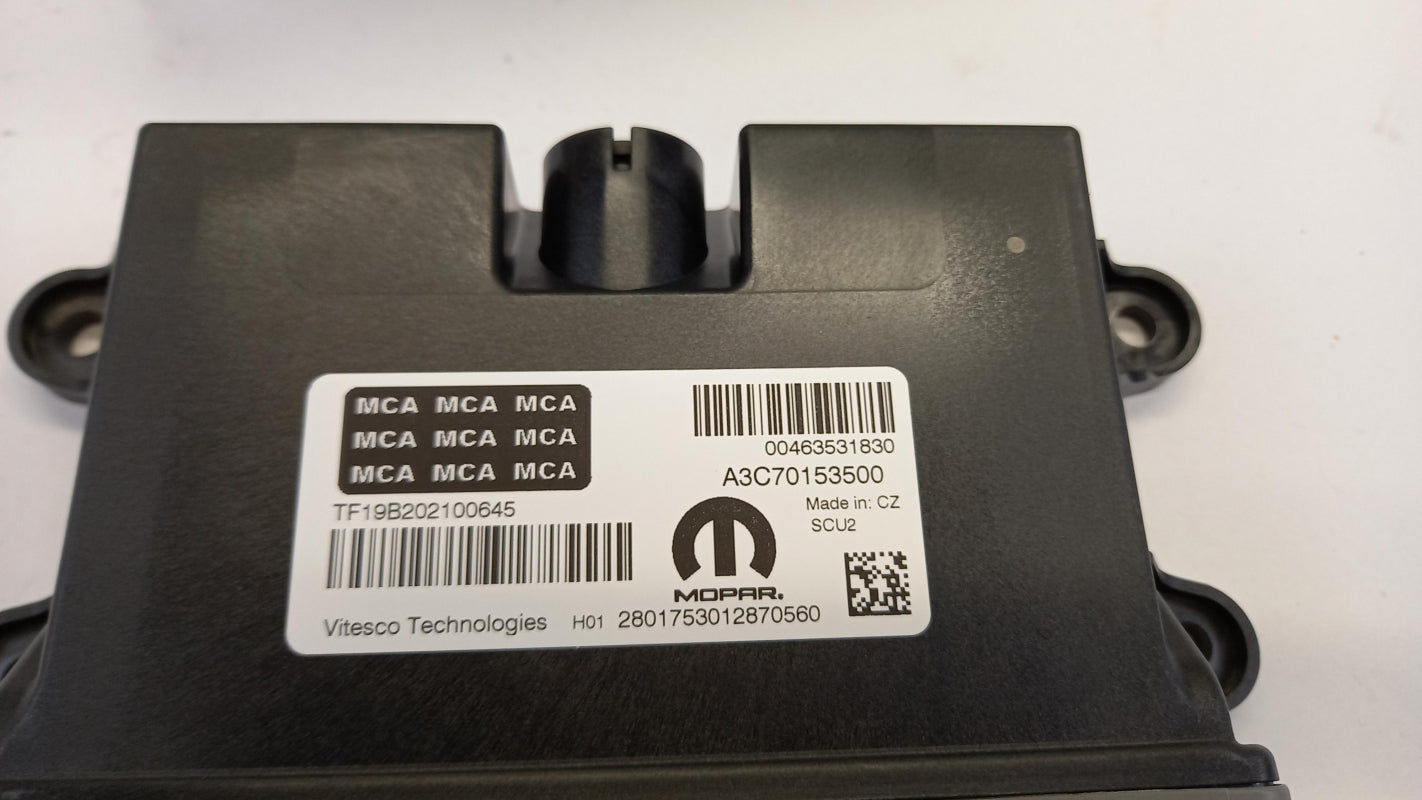 MCA MCA MCA
MCA MCA MCA
MCA MCA MCA
TF19B202100645
00463531830
A3C70153500
Made in: CZ
SCU2
MOPAR.
Vitesco Technologies H01 2801753012870560